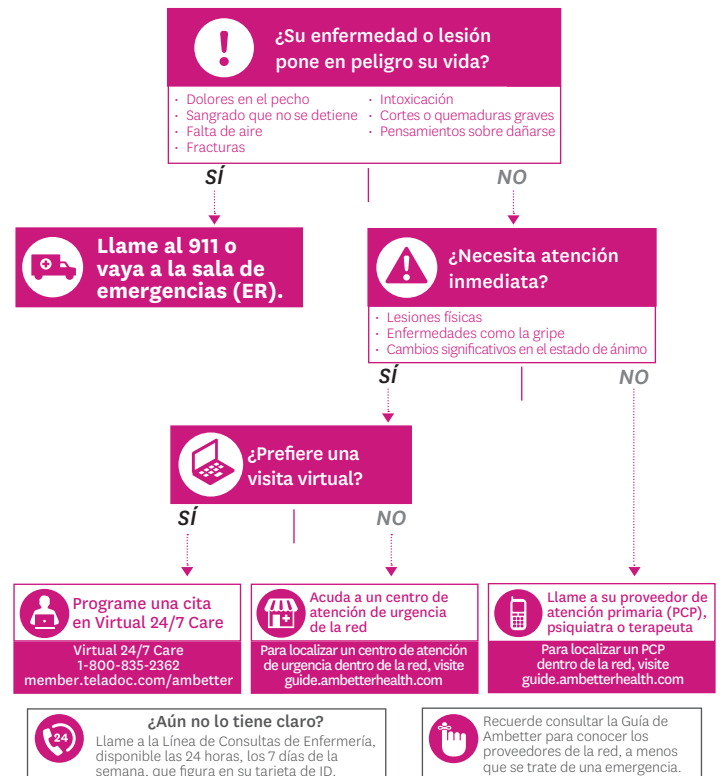 ¿Su enfermedad o lesión
pone en peligro su vida?
· Dolores en el pecho
· Sangrado que no se detiene
· Falta de aire
· Fracturas
· Intoxicación
· Cortes o quemaduras graves
· Pensamientos sobre dañarse
SÍ
NO
Llame al 911 o
vaya a la sala de
emergencias (ER).
¿Necesita atención
inmediata?
· Lesiones físicas
· Enfermedades como la gripe
· Cambios significativos en el estado de ánimo
SÍ
NO
¿Prefiere una
visita virtual?
SÍ
NO
Programe una cita
en Virtual 24/7 Care
Virtual 24/7 Care
1-800-835-2362
member.teladoc.com/ambetter
Acuda a un centro de
atención de urgencia
de la red
Para localizar un centro de atención
de urgencia dentro de la red, visite
guide.ambetterhealth.com
Llame a su proveedor de
atención primaria (PCP),
psiquiatra o terapeuta
Para localizar un PCP
dentro de la red, visite
guide.ambetterhealth.com
24
¿Aún no lo tiene claro?
Llame a la Línea de Consultas de Enfermería,
disponible las 24 horas, los 7 días de la
semana, que figura en su tarjeta de ID.
Recuerde consultar la Guía de
Ambetter para conocer los
proveedores de la red, a menos
que se trate de una emergencia.